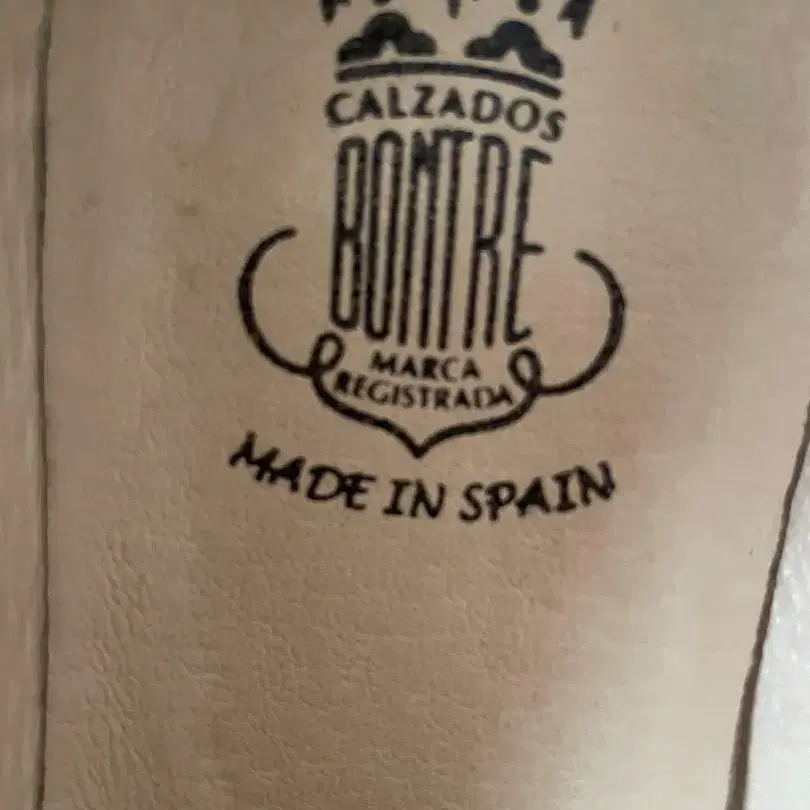 CALZADOS
BONTRE
MARCA
REGISTRADA
MADE IN SPAIN